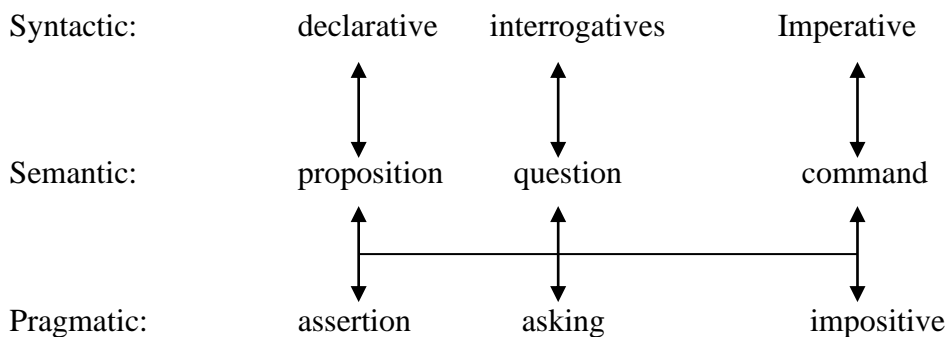 Syntactic: declarative interrogatives Imperative
Semantic: proposition question command
Pragmatic: assertion asking impositive